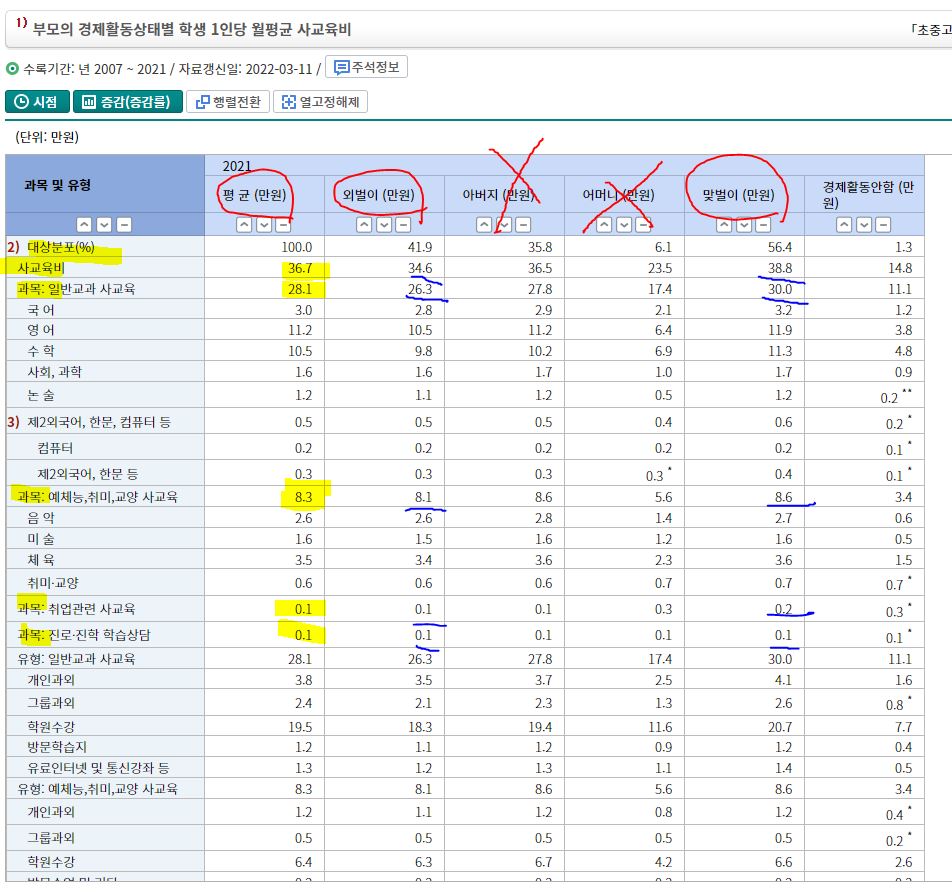 1) 부모의 경제활동상태별 학생 1인당 월평균 사교육비
「초중고
수록기간: 년 2007 ~ 2021 / 자료갱신일: 2022-03-11 / 주석정보
시점 증감(증감률) 행렬전환 열고정해제
(단위: 만원)
과목 및 유형 2021
평 균 (만원) 외벌이 (만원) 아버지 (만원) 어머니 (만원) 맞벌이 (만원) 경제활동안함 (만
원)
2) 대상분포(%) 100.0 41.9 35.8 6.1 56.4 1.3
사교육비 36.7 34.6 36.5 23.5 38.8 14.8
과목: 일반교과 사교육 28.1 26.3 27.8 17.4 30.0 11.1
국 어 3.0 2.8 2.9 2.1 3.2 1.2
영 어 11.2 10.5 11.2 6.4 11.9 3.8
수 학 10.5 9.8 10.2 6.9 11.3 4.8
사회, 과학 1.6 1.6 1.7 1.0 1.7 0.9
논 술 1.2 1.1 1.2 0.5 1.2 0.2 **
3) 제2외국어, 한문, 컴퓨터 등 0.5 0.5 0.5 0.4 0.6 0.2 *
컴퓨터 0.2 0.2 0.2 0.2 0.2 0.1 *
제2외국어, 한문 등 0.3 0.3 0.3 0.3 * 0.4 0.1 *
과목: 예체능,취미,교양 사교육 8.3 8.1 8.6 5.6 8.6 3.4
음 악 2.6 2.6 2.8 1.4 2.7 0.6
미 술 1.6 1.5 1.6 1.2 1.6 0.5
체 육 3.5 3.4 3.6 2.3 3.6 1.5
취미·교양 0.6 0.6 0.6 0.7 0.7 0.7 *
과목: 취업관련 사교육 0.1 0.1 0.1 0.3 0.2 0.3 *
과목: 진로·진학 학습상담 0.1 0.1 0.1 0.1 0.1 0.1 *
유형: 일반교과 사교육 28.1 26.3 27.8 17.4 30.0 11.1
개인과외 3.8 3.5 3.7 2.5 4.1 1.6
그룹과외 2.4 2.1 2.3 1.3 2.6 0.8 *
학원수강 19.5 18.3 19.4 11.6 20.7 7.7
방문학습지 1.2 1.1 1.2 0.9 1.2 0.4
유료인터넷 및 통신강좌 등 1.3 1.2 1.3 1.1 1.4 0.5
유형: 예체능,취미,교양 사교육 8.3 8.1 8.6 5.6 8.6 3.4
개인과외 1.2 1.1 1.2 0.8 1.2 0.4 *
그룹과외 0.5 0.5 0.5 0.5 0.5 0.2 *
학원수강 6.4 6.3 6.7 4.2 6.6 2.6